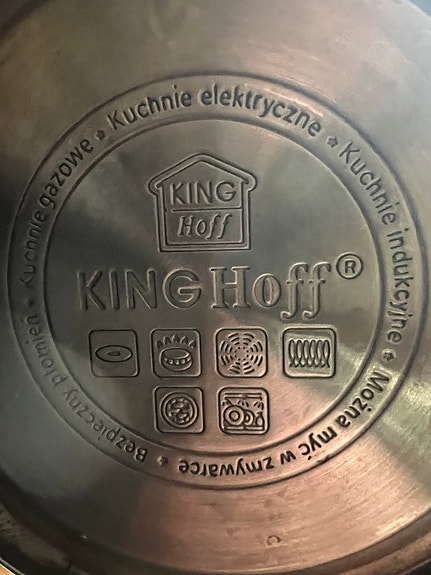 KING
Hoff
KINGHoff®
Kuchnie gazowe * Kuchnie elektryczne * Kuchnie indukcyjne * Można myć w zmywarce * Bezpieczny płomień *